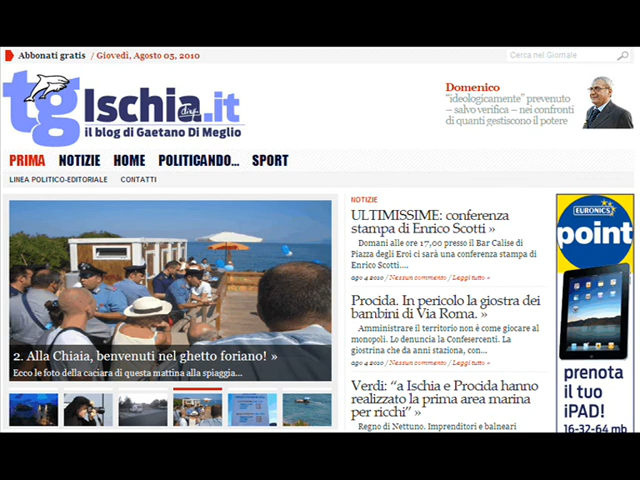 Abbonati gratis / Giovedì, Agosto 05, 2010
Cerca nel Giornale
tg Ischia.it
il blog di Gaetano Di Meglio
Domenico
"ideologicamente" prevenuto
– salvo verifica – nei confronti
di quanti gestiscono il potere
PRIMA NOTIZIE HOME POLITICANDO... SPORT
LINEA POLITICO-EDITORIALE CONTATTI
2. Alla Chiaia, benvenuti nel ghetto foriano! »
Ecco le foto della caciara di questa mattina alla spiaggia...
NOTIZIE
ULTIMISSIME: conferenza
stampa di Enrico Scotti »
Domani alle ore 17,00 presso il Bar Calise di
Piazza degli Eroi ci sarà una conferenza stampa
di Enrico Scotti....
ago 4 2010 / Nessun commento / Leggi tutto »
Procida. In pericolo la giostra dei
bambini di Via Roma. »
Amministrare il territorio non è come giocare al
monopoli. Lo denuncia la Confesercenti. La
giostrina che da anni staziona, con...
ago 4 2010 / Nessun commento / Leggi tutto »
Verdi: "a Ischia e Procida hanno
realizzato la prima area marina
per ricchi" »
Regno di Nettuno. Imprenditori e balneari
EURONICS
point
prenota
il tuo
iPAD!
16-32-64 mb